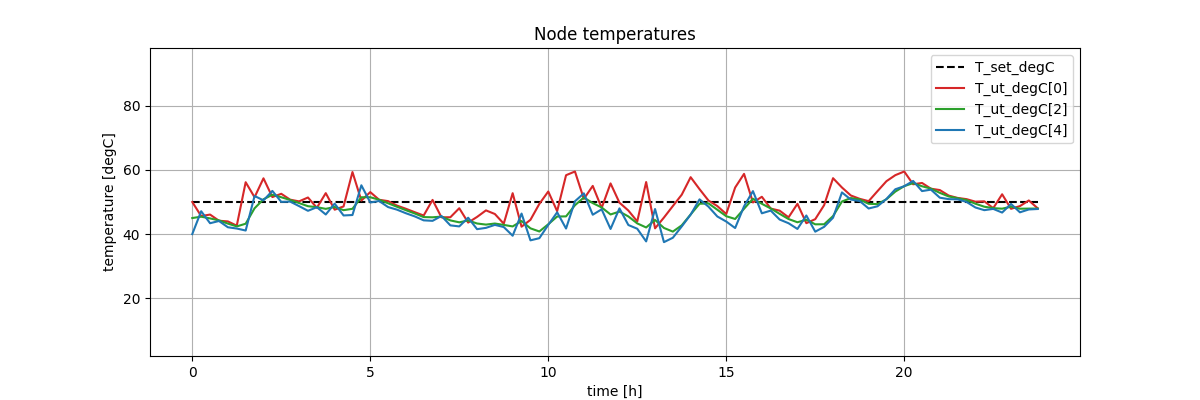 Node temperatures
T_set_degC
T_ut_degC[0]
T_ut_degC[2]
T_ut_degC[4]
temperature [degC]
80
60
40
20
0 5 10 15 20
time [h]